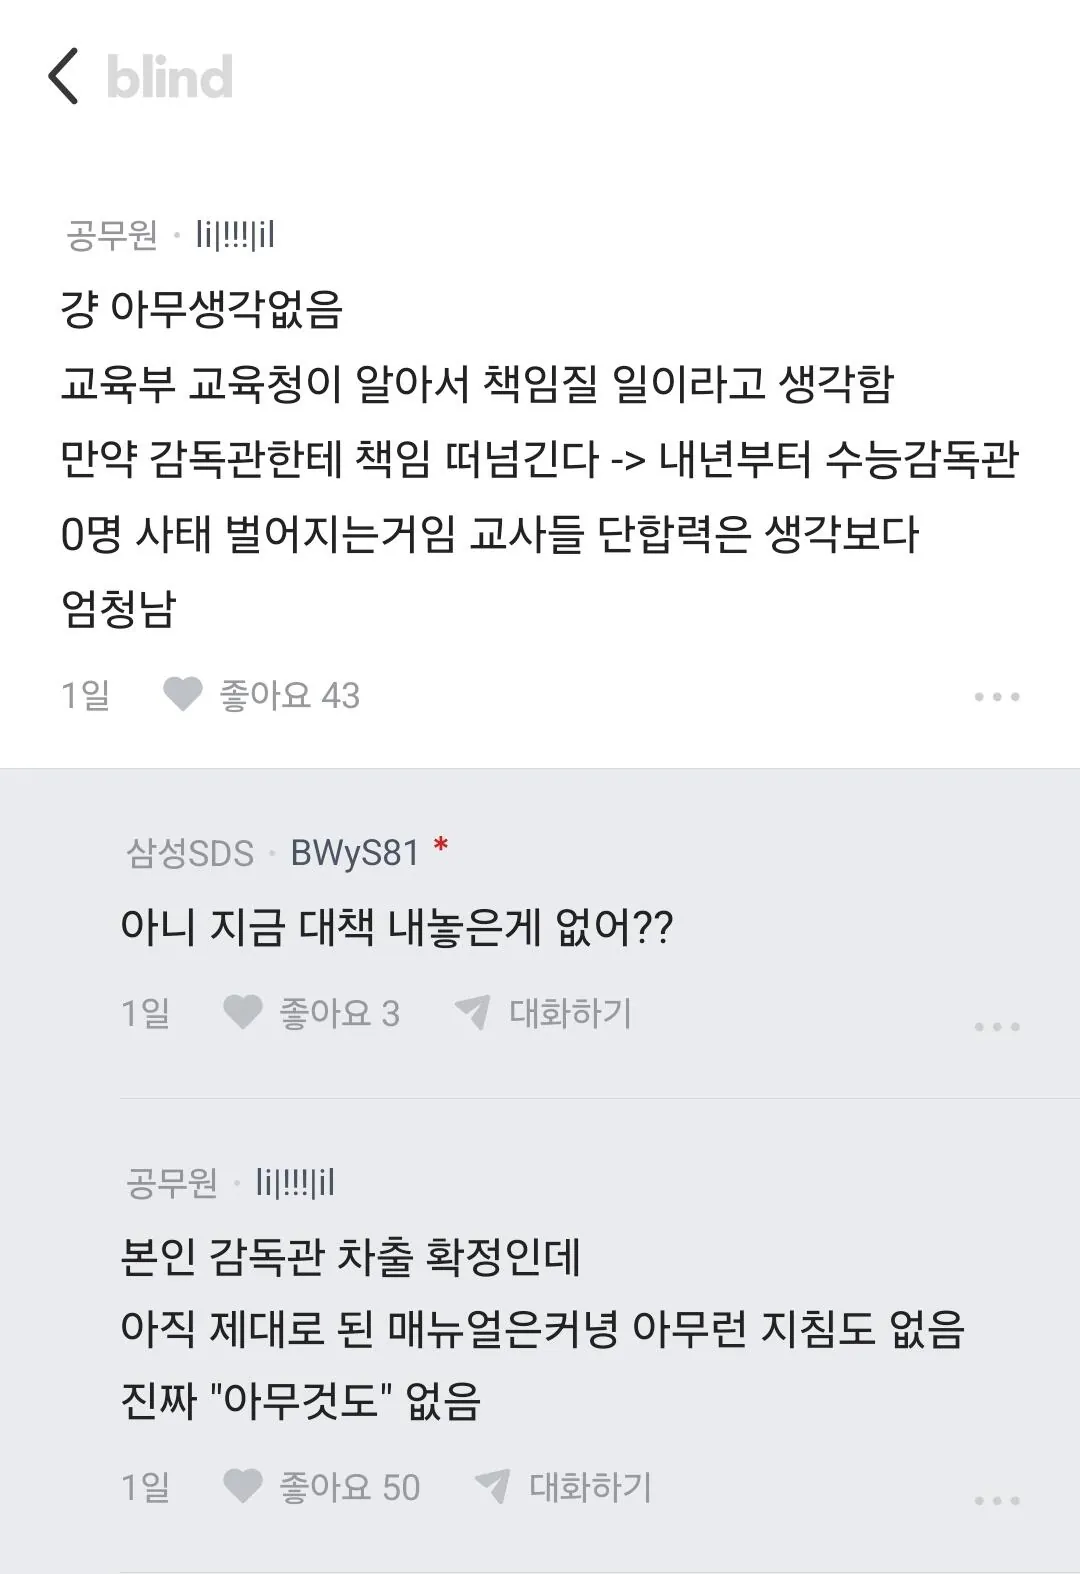 blind
공무원 · li|!!!|il
걍 아무생각없음
교육부 교육청이 알아서 책임질 일이라고 생각함
만약 감독관한테 책임 떠넘긴다 -> 내년부터 수능감독관
0명 사태 벌어지는거임 교사들 단합력은 생각보다
엄청남
1일 좋아요 43
삼성SDS · BWyS81 *
아니 지금 대책 내놓은게 없어??
1일 좋아요 3 대화하기
공무원 · li|!!!|il
본인 감독관 차출 확정인데
아직 제대로 된 매뉴얼은커녕 아무런 지침도 없음
진짜 "아무것도" 없음
1일 좋아요 50 대화하기